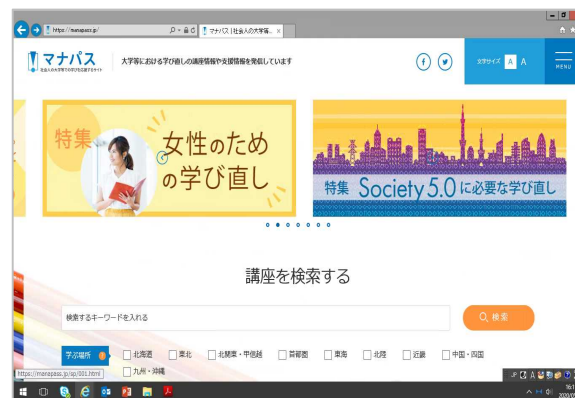 https://manapass.jp/
マナパス | 社会人の大学等...
マナパス
社会人の大学等での学びを応援するサイト
大学等における学び直しの講座情報や支援情報を発信しています
文字サイズ A A
MENU
特集
女性のため
の学び直し
特集 Society 5.0 に必要な学び直し
講座を検索する
検索するキーワードを入れる
検索
学ぶ場所
北海道 東北 北関東・甲信越 首都圏 東海 北陸 近畿 中国・四国
九州・沖縄
https://manapass.jp/sp/001.html